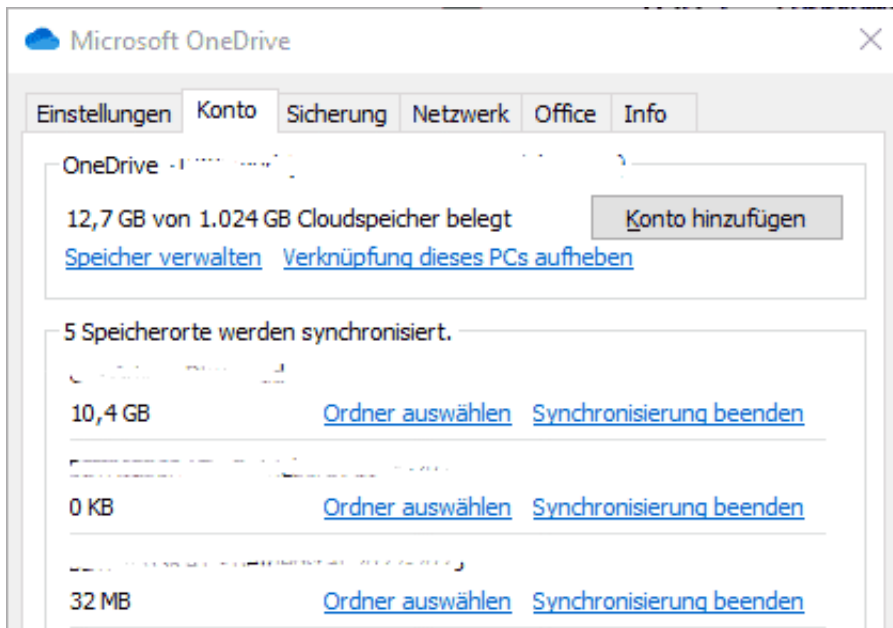 Microsoft OneDrive
Einstellungen Konto Sicherung Netzwerk Office Info
OneDrive
12,7 GB von 1.024 GB Cloudspeicher belegt Konto hinzufügen
Speicher verwalten Verknüpfung dieses PCs aufheben
5 Speicherorte werden synchronisiert.
10,4 GB Ordner auswählen Synchronisierung beenden
0 KB Ordner auswählen Synchronisierung beenden
32 MB Ordner auswählen Synchronisierung beenden